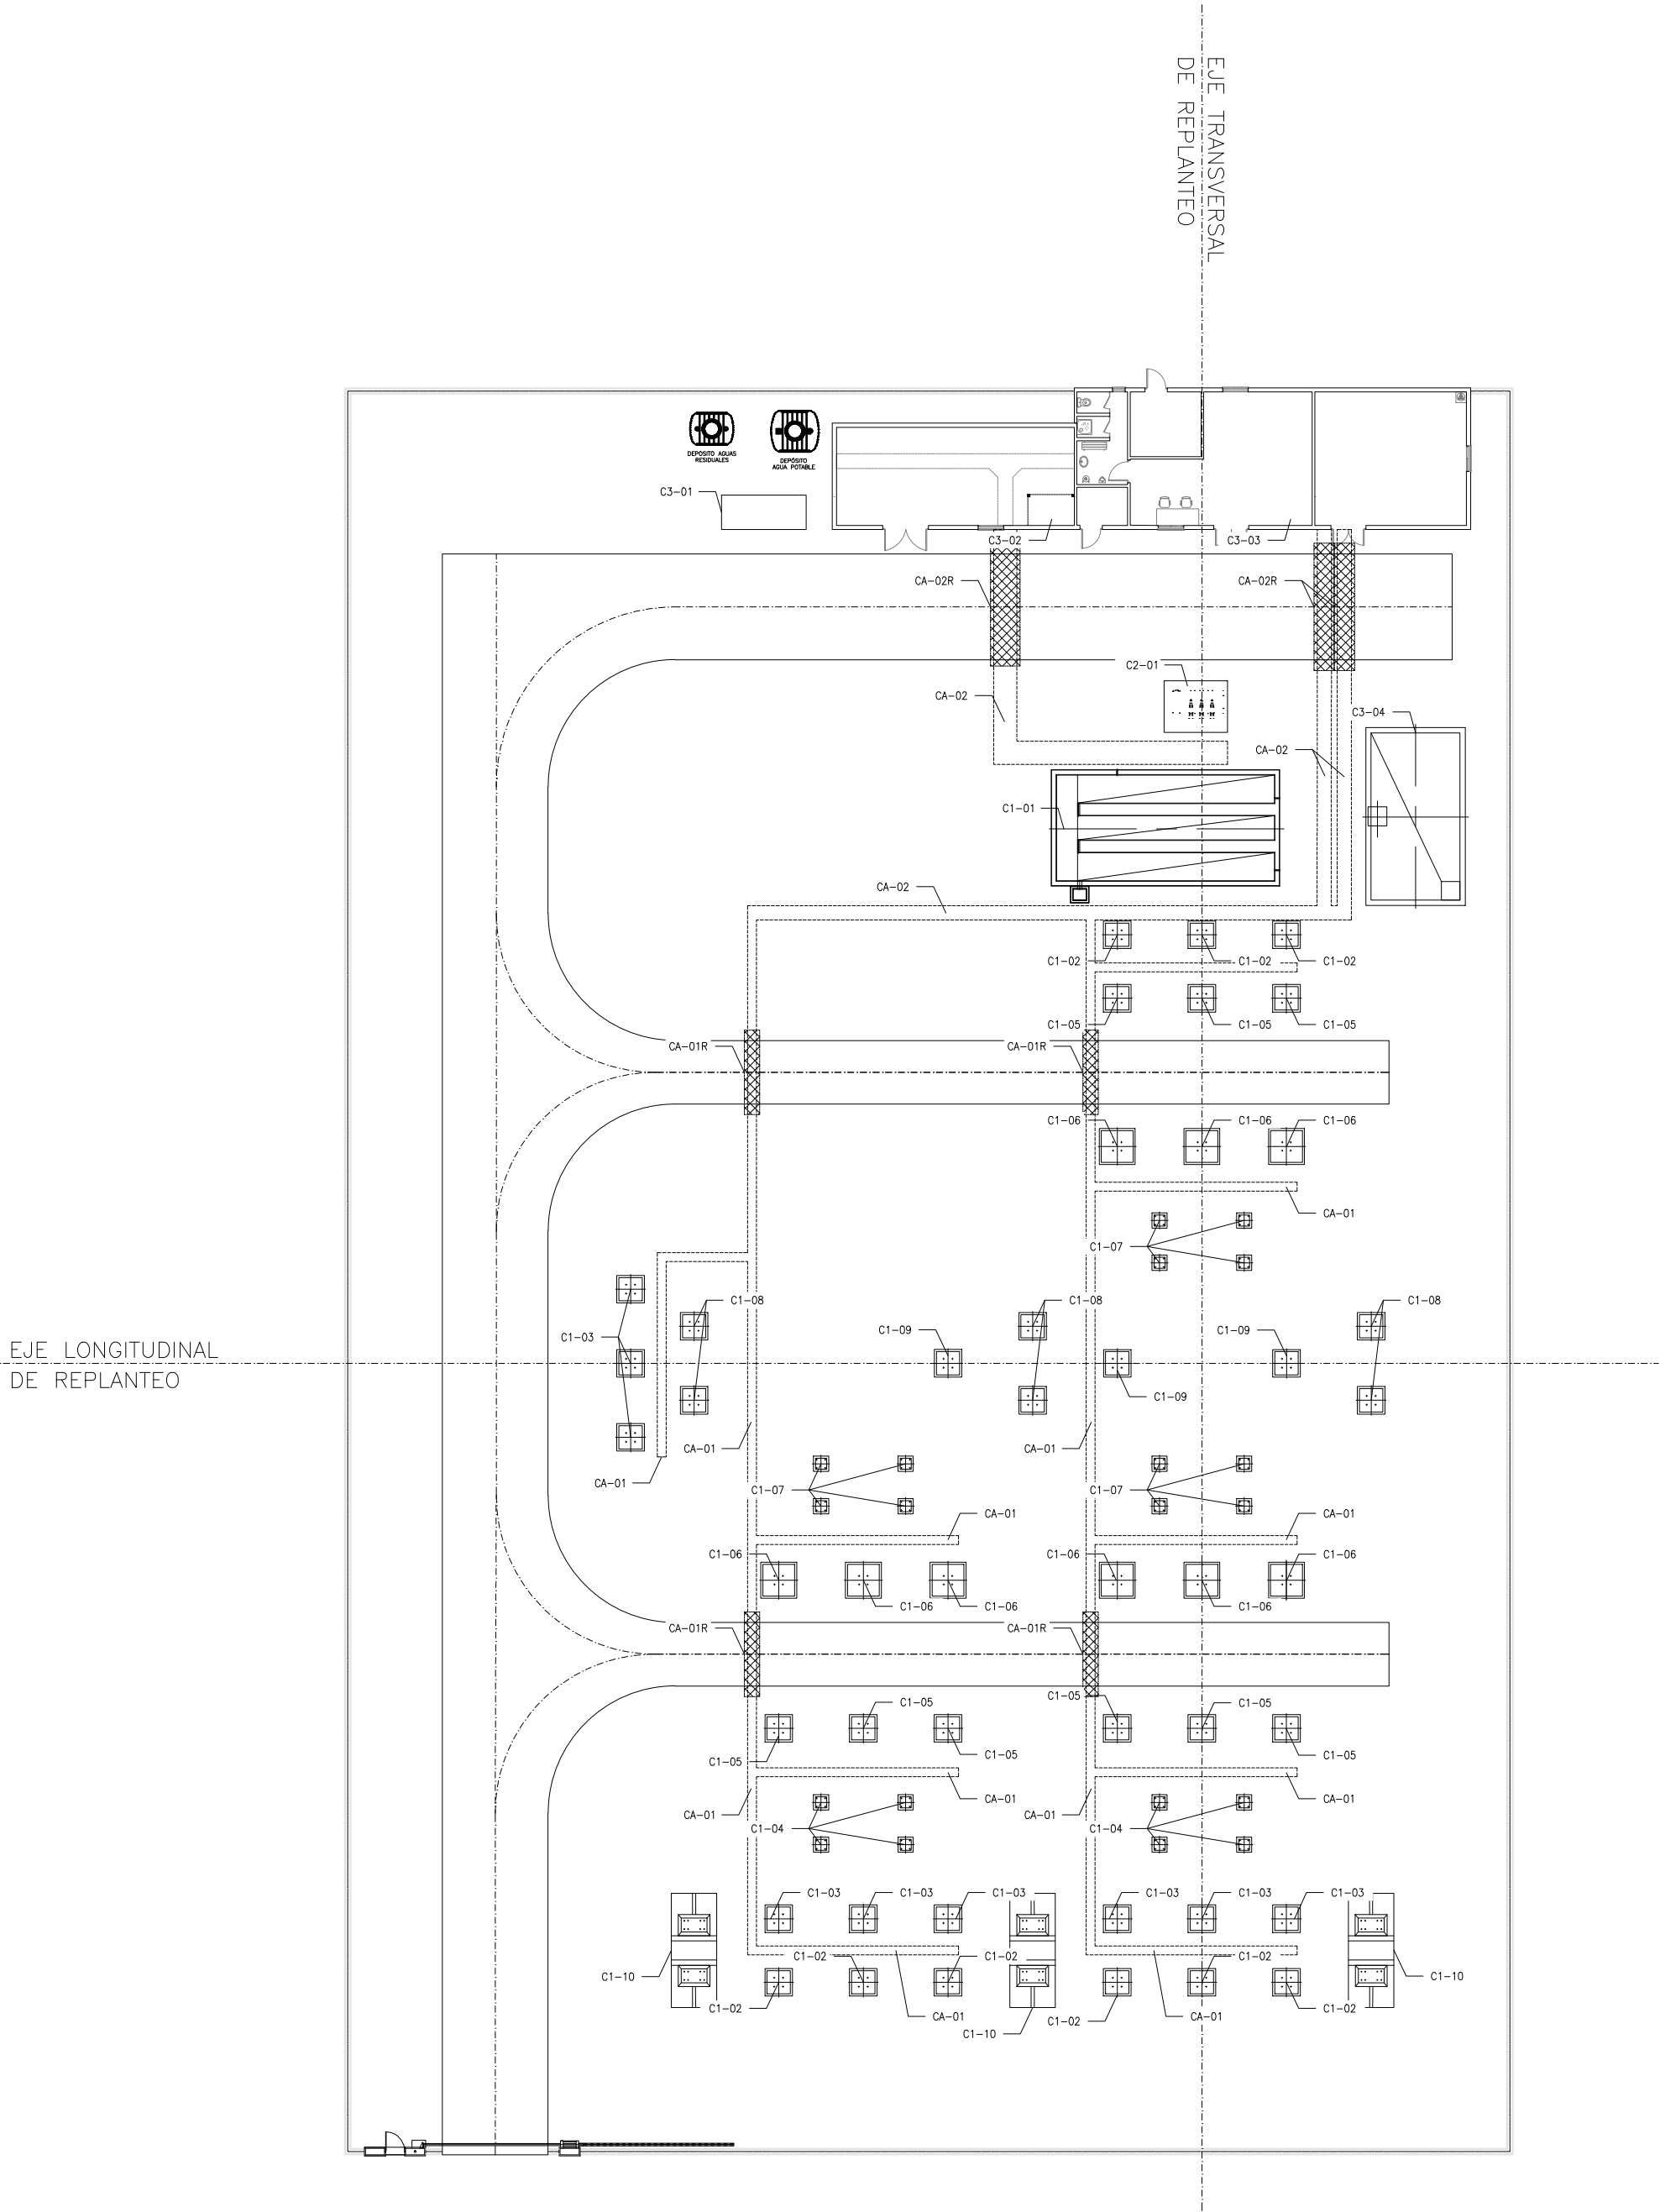 EJE TRANSVERSAL
DE REPLANTEO
DEPÓSITO AGUAS
RESIDUALES
DEPÓSITO
AGUA POTABLE
C3-01
C3-02
C3-03
CA-02R
CA-02R
C2-01
CA-02
C3-04
CA-02
C1-01
CA-02
C1-02
C1-02
C1-02
C1-05
C1-05
C1-05
CA-01R
CA-01R
C1-06
C1-06
C1-06
CA-01
C1-07
C1-08
C1-08
C1-08
C1-03
C1-09
C1-09
EJE LONGITUDINAL
DE REPLANTEO
C1-09
CA-01
CA-01
CA-01
C1-07
C1-07
CA-01
CA-01
C1-06
C1-06
C1-06
C1-06
C1-06
C1-06
CA-01R
CA-01R
C1-05
C1-05
C1-05
C1-05
C1-05
C1-05
CA-01
CA-01
CA-01
CA-01
C1-04
C1-04
C1-03
C1-03
C1-03
C1-03
C1-03
C1-03
C1-02
C1-02
C1-02
C1-10
C1-10
C1-02
C1-02
CA-01
C1-02
CA-01
C1-10